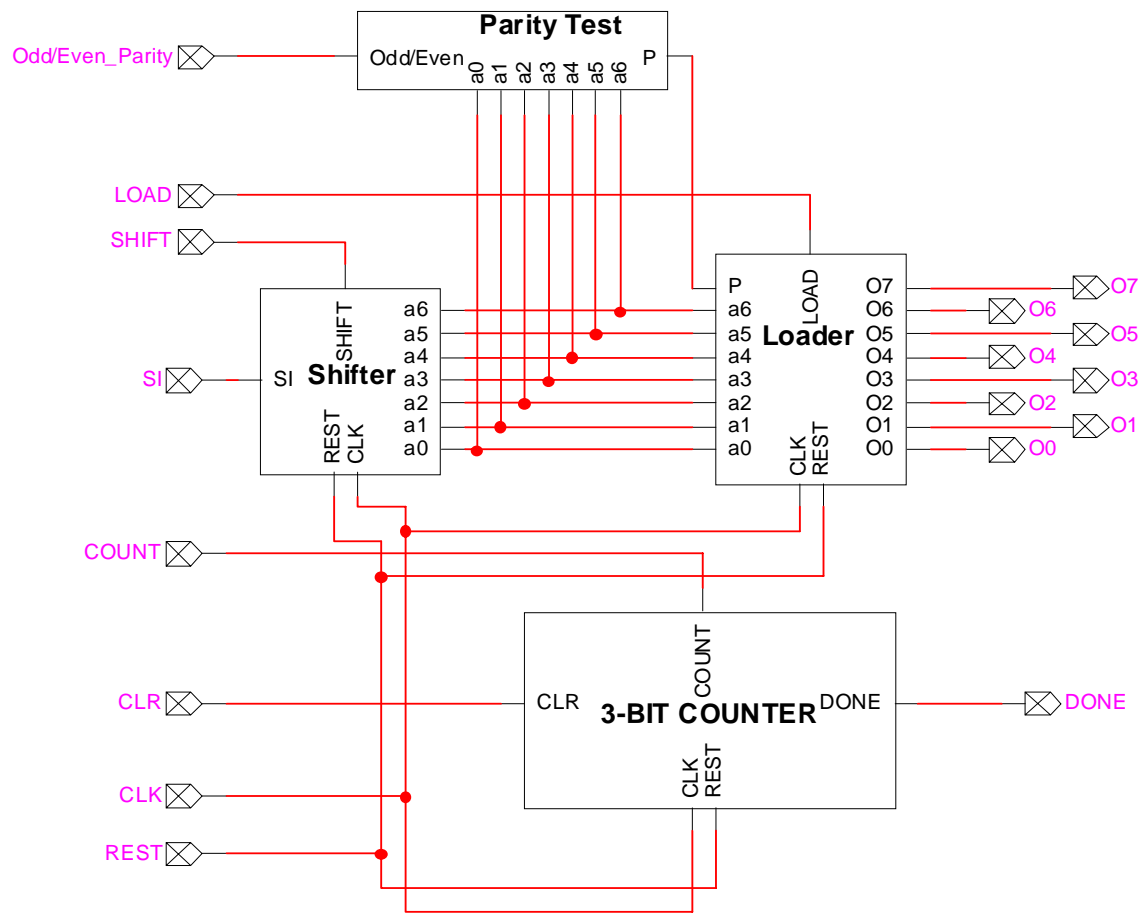 Parity Test
Odd/Even_Parity
Odd/Even
a0
a1
a2
a3
a4
a5
a6
P
LOAD
SHIFT
SHIFT
SI
SI
Shifter
a6
a5
a4
a3
a2
a1
a0
REST
CLK
LOAD
Loader
P
a6
a5
a4
a3
a2
a1
a0
CLK
REST
O7
O6
O5
O4
O3
O2
O1
O0
O7
O6
O5
O4
O3
O2
O1
O0
COUNT
COUNT
CLR
CLR
3-BIT COUNTER
DONE
DONE
CLK
REST
CLK
REST